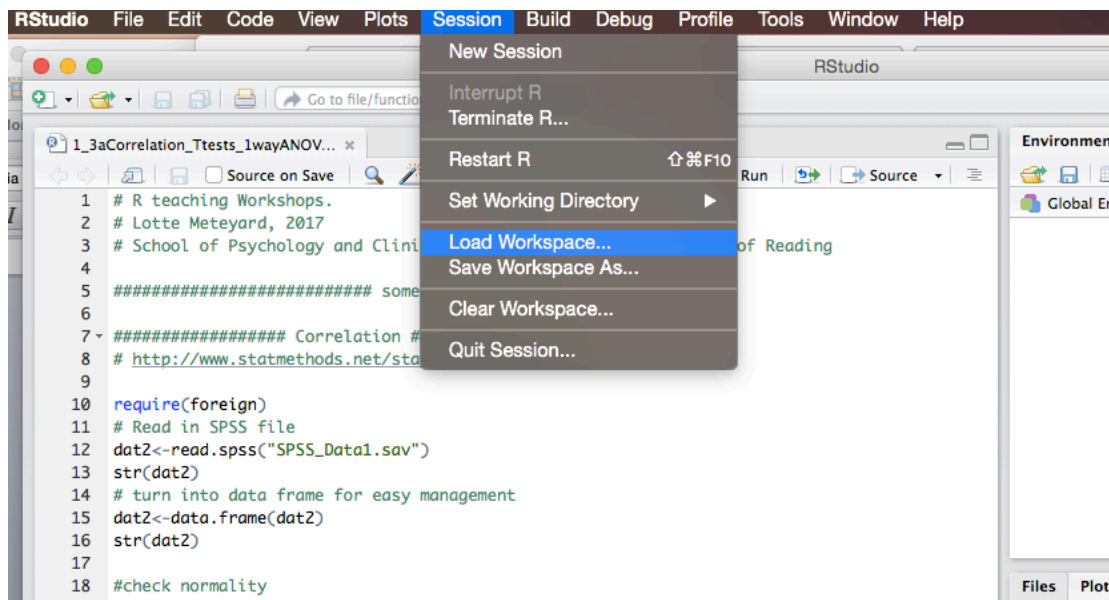 RStudio File Edit Code View Plots Session Build Debug Profile Tools Window Help
New Session
Interrupt R
Terminate R...
Restart R ⇧⌘F10
Set Working Directory ▶
Load Workspace...
Save Workspace As...
Clear Workspace...
Quit Session...
RStudio
Go to file/functio
1_3aCorrelation_Ttests_1wayANOV... ×
Source on Save
Run
Source
Environmen
Global E
1 # R teaching Workshops.
2 # Lotte Meteyard, 2017
3 # School of Psychology and Clini of Reading
4
5 ########################### some
6
7 ################## Correlation #
8 # http://www.statmethods.net/sta
9
10 require(foreign)
11 # Read in SPSS file
12 dat2<-read.spss("SPSS_Data1.sav")
13 str(dat2)
14 # turn into data frame for easy management
15 dat2<-data.frame(dat2)
16 str(dat2)
17
18 #check normality
Files Plot